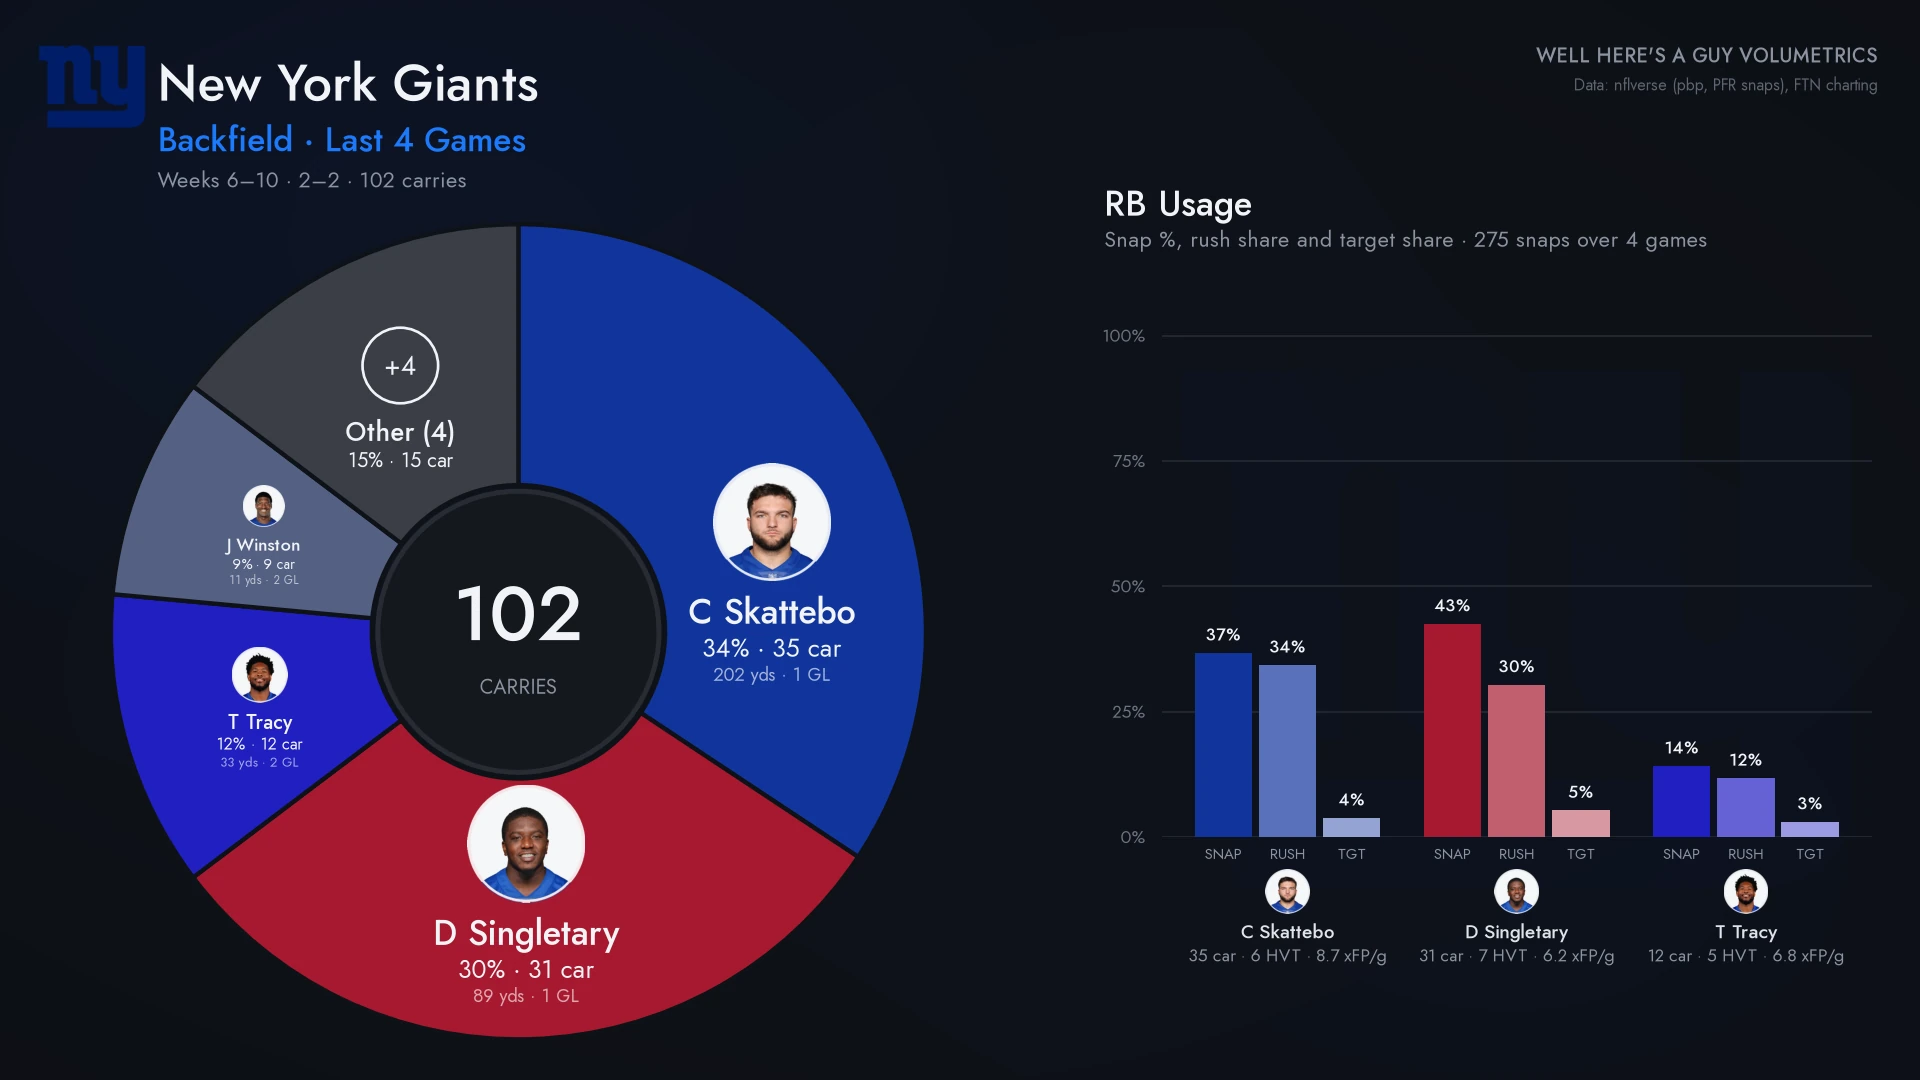 ny
New York Giants
Backfield · Last 4 Games
Weeks 6–10 · 2–2 · 102 carries
WELL HERE'S A GUY VOLUMETRICS
Data: nflverse (pbp, PFR snaps), FTN charting
+4
Other (4)
15% · 15 car
J Winston
9% · 9 car
11 yds · 2 GL
T Tracy
12% · 12 car
33 yds · 2 GL
102
CARRIES
C Skattebo
34% · 35 car
202 yds · 1 GL
D Singletary
30% · 31 car
89 yds · 1 GL
RB Usage
Snap %, rush share and target share · 275 snaps over 4 games
100%
75%
50%
25%
0%
37%
34%
4%
43%
30%
5%
14%
12%
3%
SNAP RUSH TGT SNAP RUSH TGT SNAP RUSH TGT
C Skattebo
35 car · 6 HVT · 8.7 xFP/g
D Singletary
31 car · 7 HVT · 6.2 xFP/g
T Tracy
12 car · 5 HVT · 6.8 xFP/g